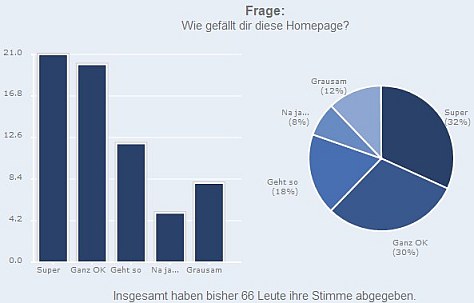 Frage:
Wie gefällt dir diese Homepage?
21.0
16.8
12.6
8.4
4.2
0.0
Super
Ganz OK
Geht so
Na ja...
Grausam
Grausam
(12%)
Na ja...
(8%)
Geht so
(18%)
Super
(32%)
Ganz OK
(30%)
Insgesamt haben bisher 66 Leute ihre Stimme abgegeben.